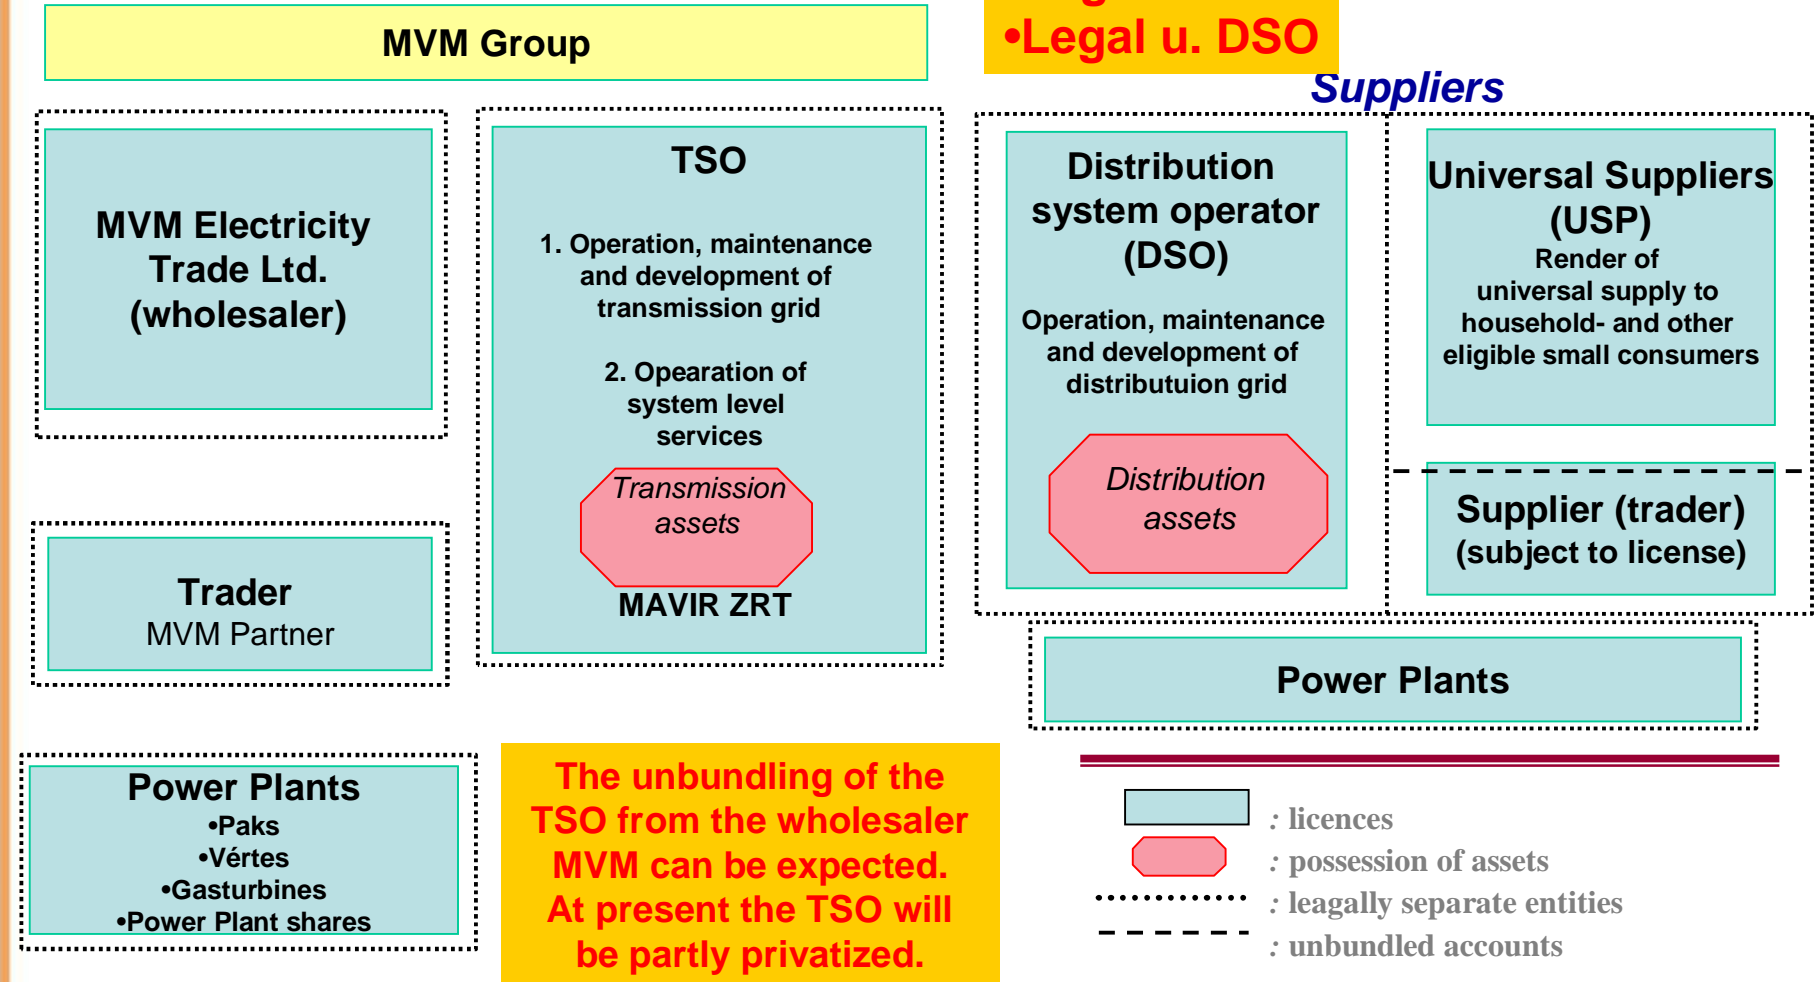 MVM Group
•Legal u. DSO
Suppliers
MVM Electricity
Trade Ltd.
(wholesaler)
TSO
1. Operation, maintenance
and development of
transmission grid
2. Opearation of
system level
services
Transmission
assets
MAVIR ZRT
Distribution
system operator
(DSO)
Operation, maintenance
and development of
distributuion grid
Distribution
assets
Universal Suppliers
(USP)
Render of
universal supply to
household- and other
eligible small consumers
Supplier (trader)
(subject to license)
Trader
MVM Partner
Power Plants
Power Plants
•Paks
•Vértes
•Gasturbines
•Power Plant shares
The unbundling of the
TSO from the wholesaler
MVM can be expected.
At present the TSO will
be partly privatized.
: licences
: possession of assets
: leagally separate entities
: unbundled accounts